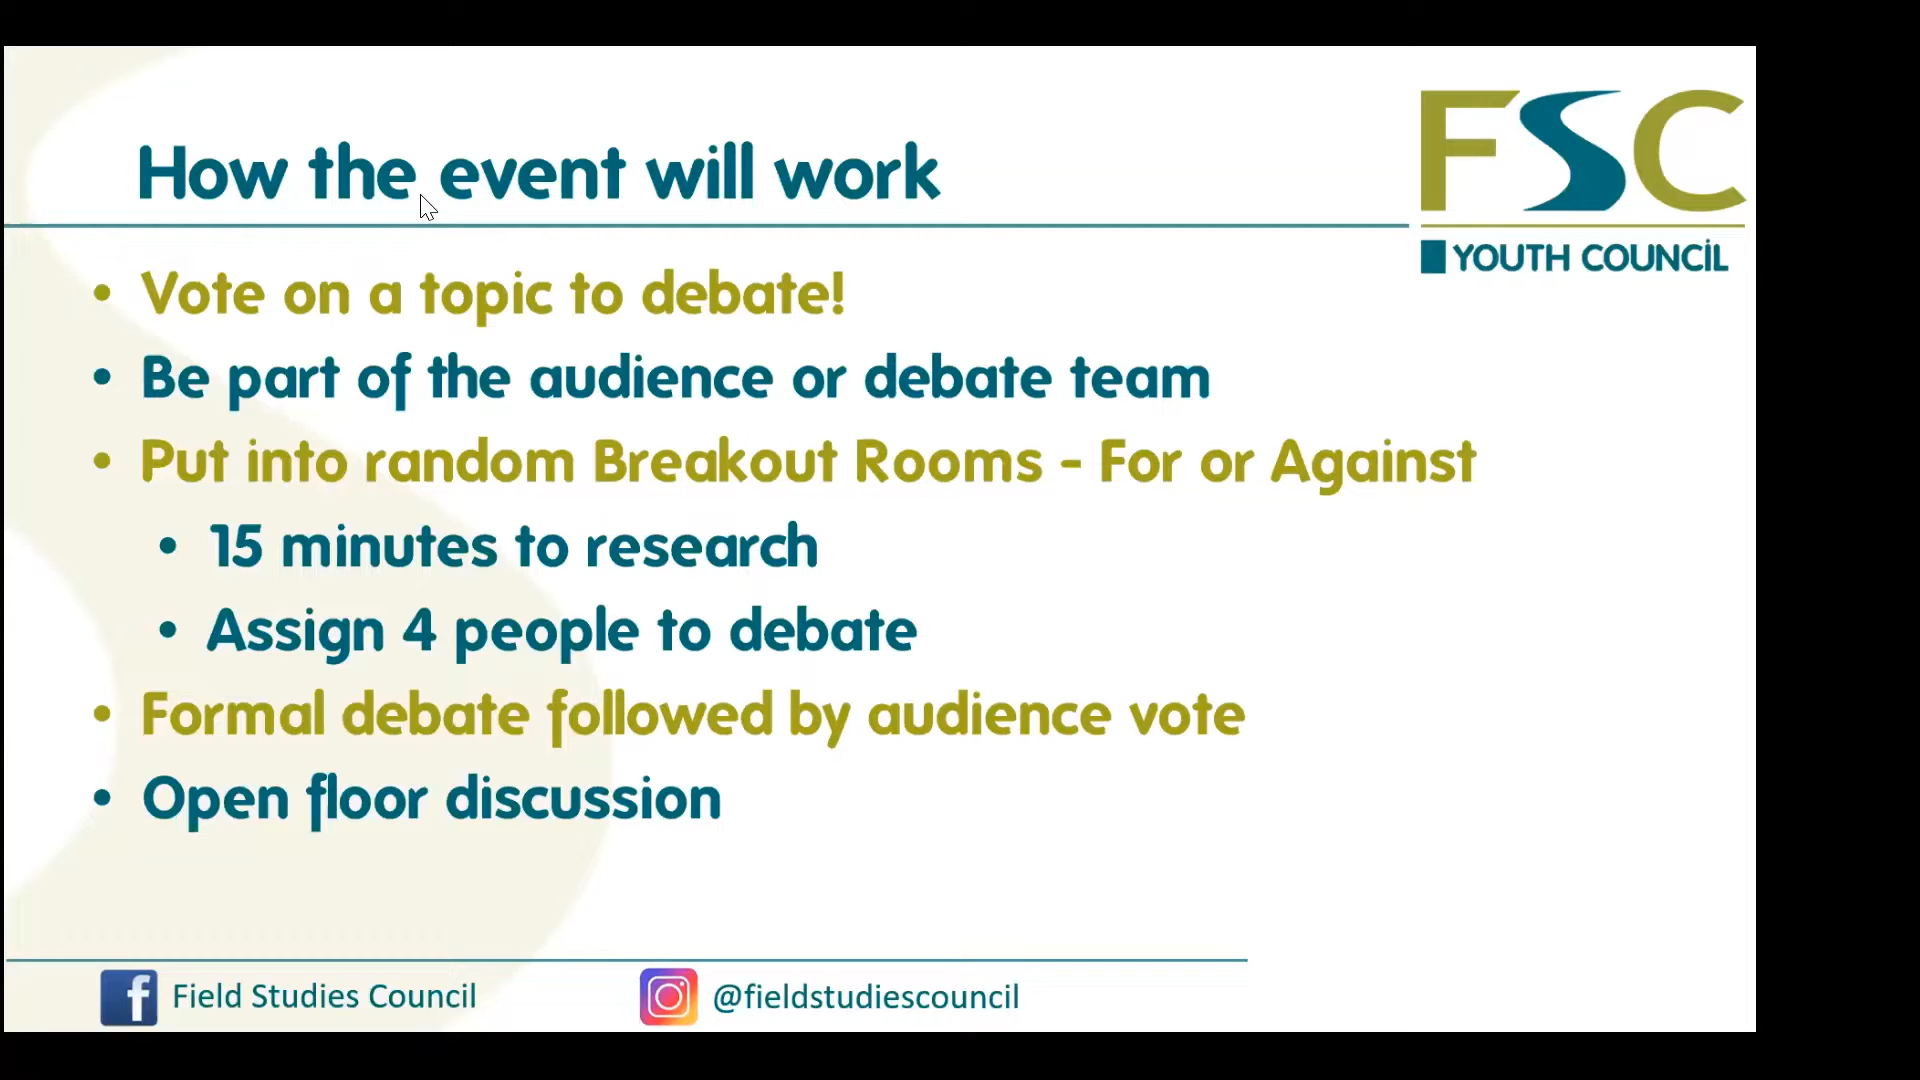 How the event will work
FSC
YOUTH COUNCIL
• Vote on a topic to debate!
• Be part of the audience or debate team
• Put into random Breakout Rooms - For or Against
• 15 minutes to research
• Assign 4 people to debate
• Formal debate followed by audience vote
• Open floor discussion
Field Studies Council
@fieldstudiescouncil